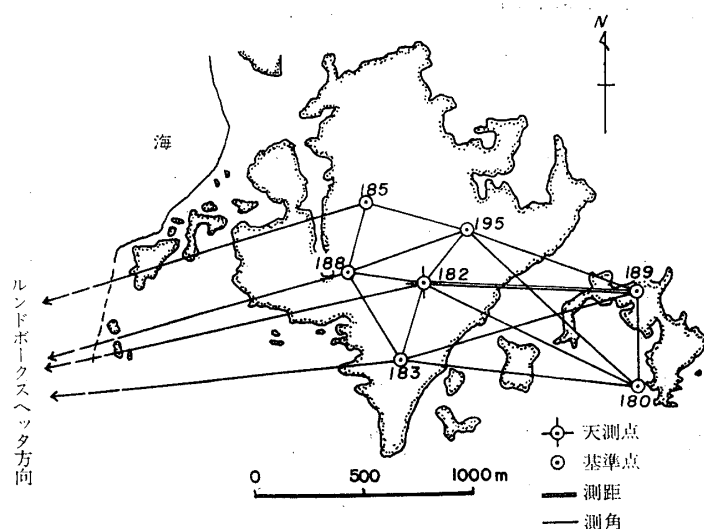 N
海
185
195
188
182
189
183
180
ルンドボークスヘッタ方向
天測点
基準点
0 500 1000 m
測距
測角